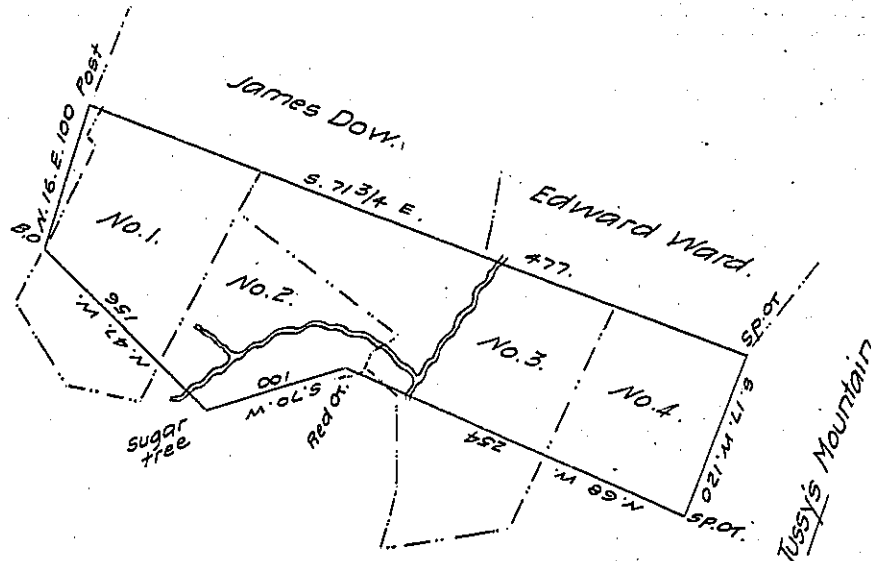 James Dow.
N. 16. E. 100 Post
S. 71 3/4 E.
477.
Edward Ward.
B.O
No. 1.
No. 2.
No. 3.
No. 4.
SP.OT
S 17. W. 120
N. 47. W.
156
100
S. 70. W
Red Ot.
Sugar
tree
254
N. 68 W.
SP.OT.
Tussy's Mountain